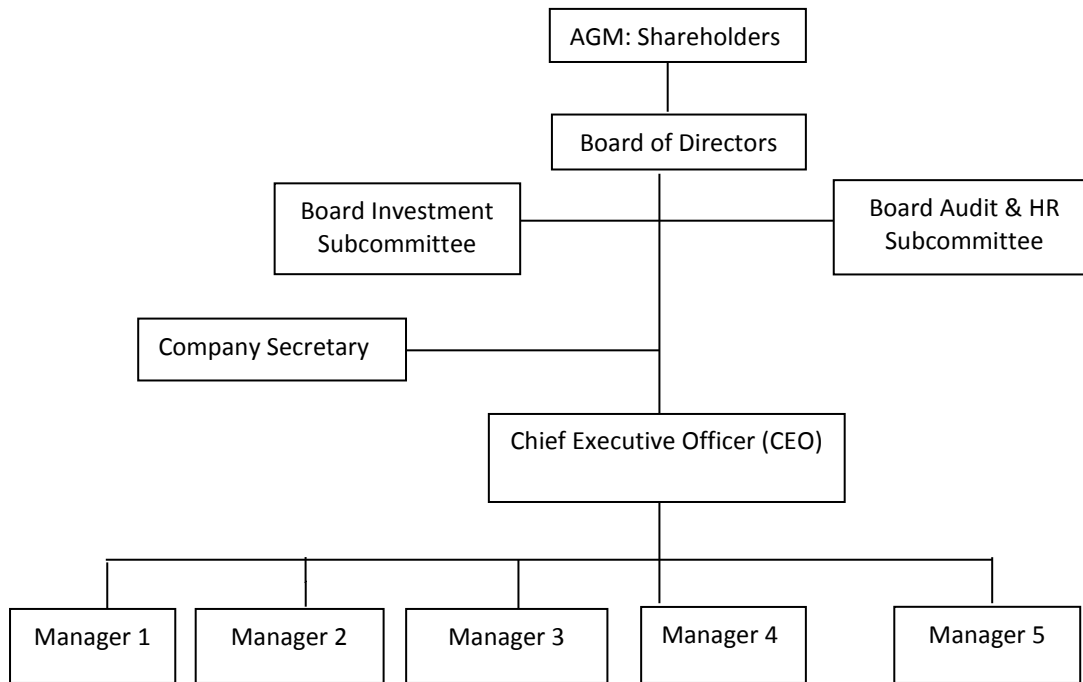 AGM: Shareholders
Board of Directors
Board Investment
Subcommittee
Board Audit & HR
Subcommittee
Company Secretary
Chief Executive Officer (CEO)
Manager 1
Manager 2
Manager 3
Manager 4
Manager 5